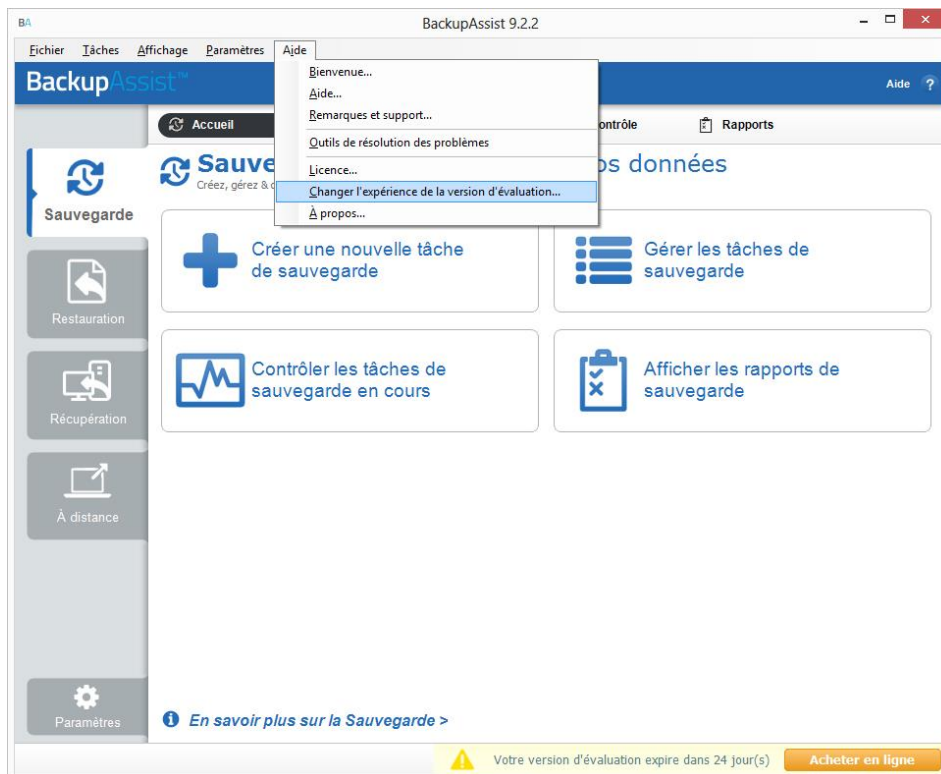 BA
BackupAssist 9.2.2
Fichier Tâches Affichage Paramètres Aide
BackupAssist™
Aide ?
Bienvenue...
Aide...
Remarques et support...
Outils de résolution des problèmes
Licence...
Changer l'expérience de la version d'évaluation...
À propos...
Accueil
ontrôle
Rapports
Sauve
os données
Créez, gérez &
Sauvegarde
Restauration
Récupération
À distance
Paramètres
Créer une nouvelle tâche
de sauvegarde
Gérer les tâches de
sauvegarde
Contrôler les tâches de
sauvegarde en cours
Afficher les rapports de
sauvegarde
En savoir plus sur la Sauvegarde >
Votre version d'évaluation expire dans 24 jour(s)
Acheter en ligne